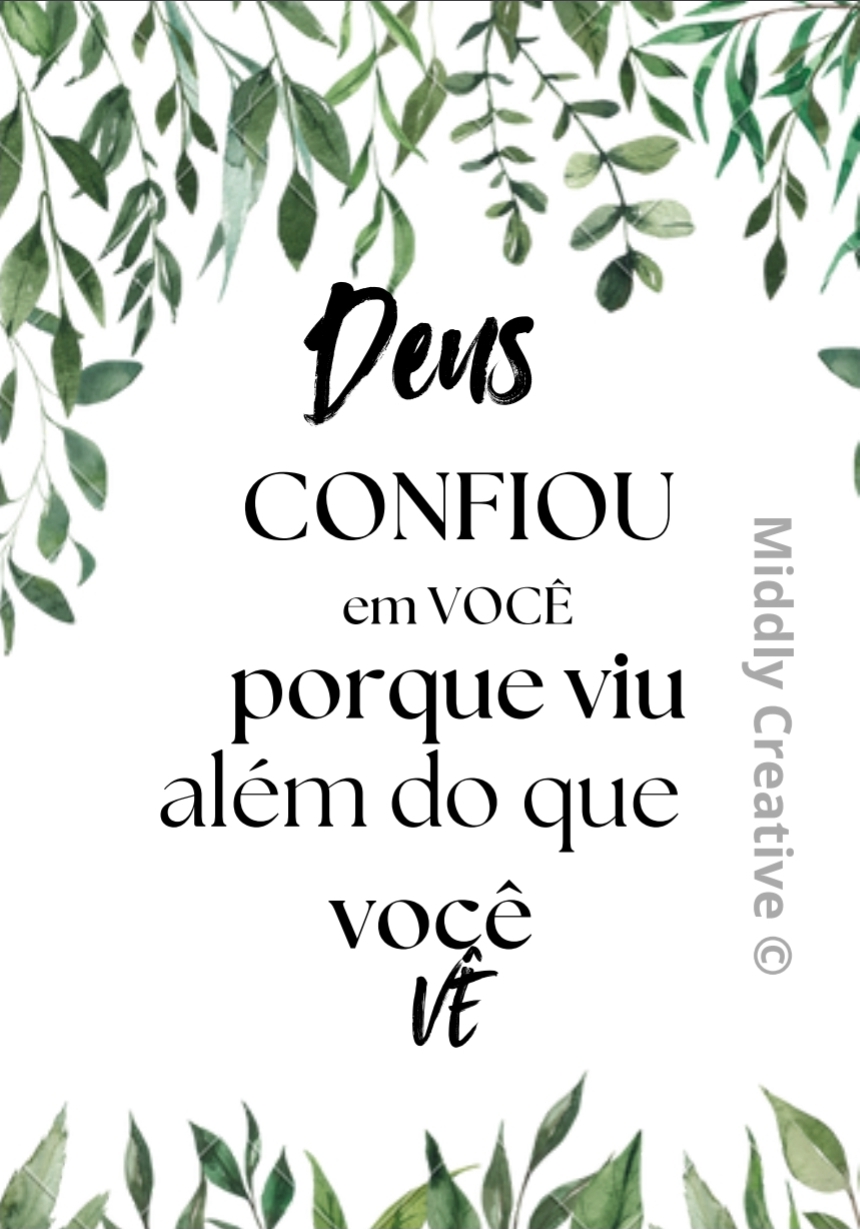 Deus
CONFIOU
em VOCÊ
porque viu
além do que
você
VÊ
Middly Creative ©